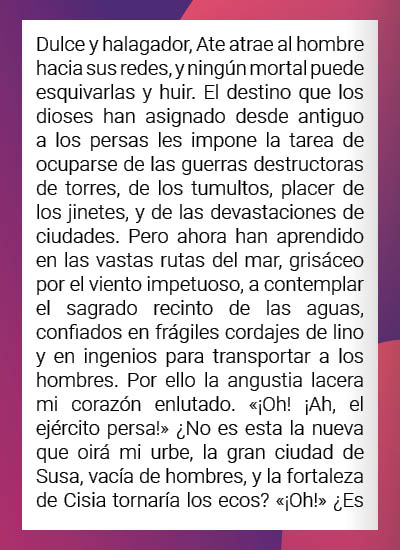 Dulce y halagador, Ate atrae al hombre
hacia sus redes, y ningún mortal puede
esquivarlas y huir. El destino que los
dioses han asignado desde antiguo
a los persas les impone la tarea de
ocuparse de las guerras destructoras
de torres, de los tumultos, placer de
los jinetes, y de las devastaciones de
ciudades. Pero ahora han aprendido
en las vastas rutas del mar, grisáceo
por el viento impetuoso, a contemplar
el sagrado recinto de las aguas,
confiados en frágiles cordajes de lino
y en ingenios para transportar a los
hombres. Por ello la angustia lacera
mi corazón enlutado. «¡Oh! ¡Ah, el
ejército persa!» ¿No es esta la nueva
que oirá mi urbe, la gran ciudad de
Susa, vacía de hombres, y la fortaleza
de Cisia tornaría los ecos? «¡Oh!» ¿Es